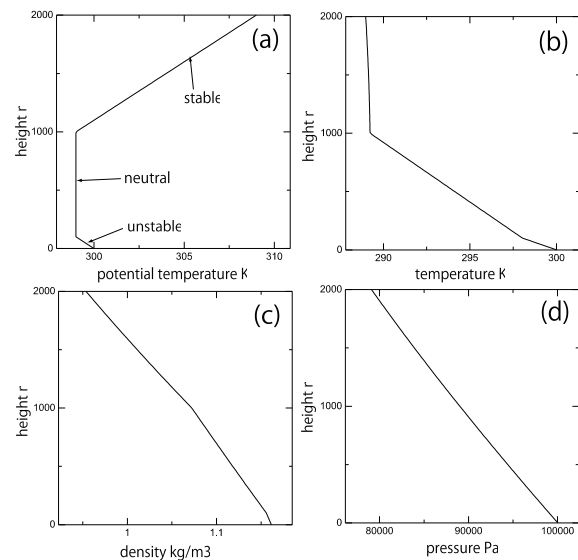 2000
(a)
stable
height r
1000
neutral
unstable
0
300
305
310
potential temperature K
2000
(b)
height r
1000
0
290
295
300
temperature K
2000
(c)
height r
1000
0
1
1.1
density kg/m3
2000
(d)
height r
1000
0
80000
90000
100000
pressure Pa